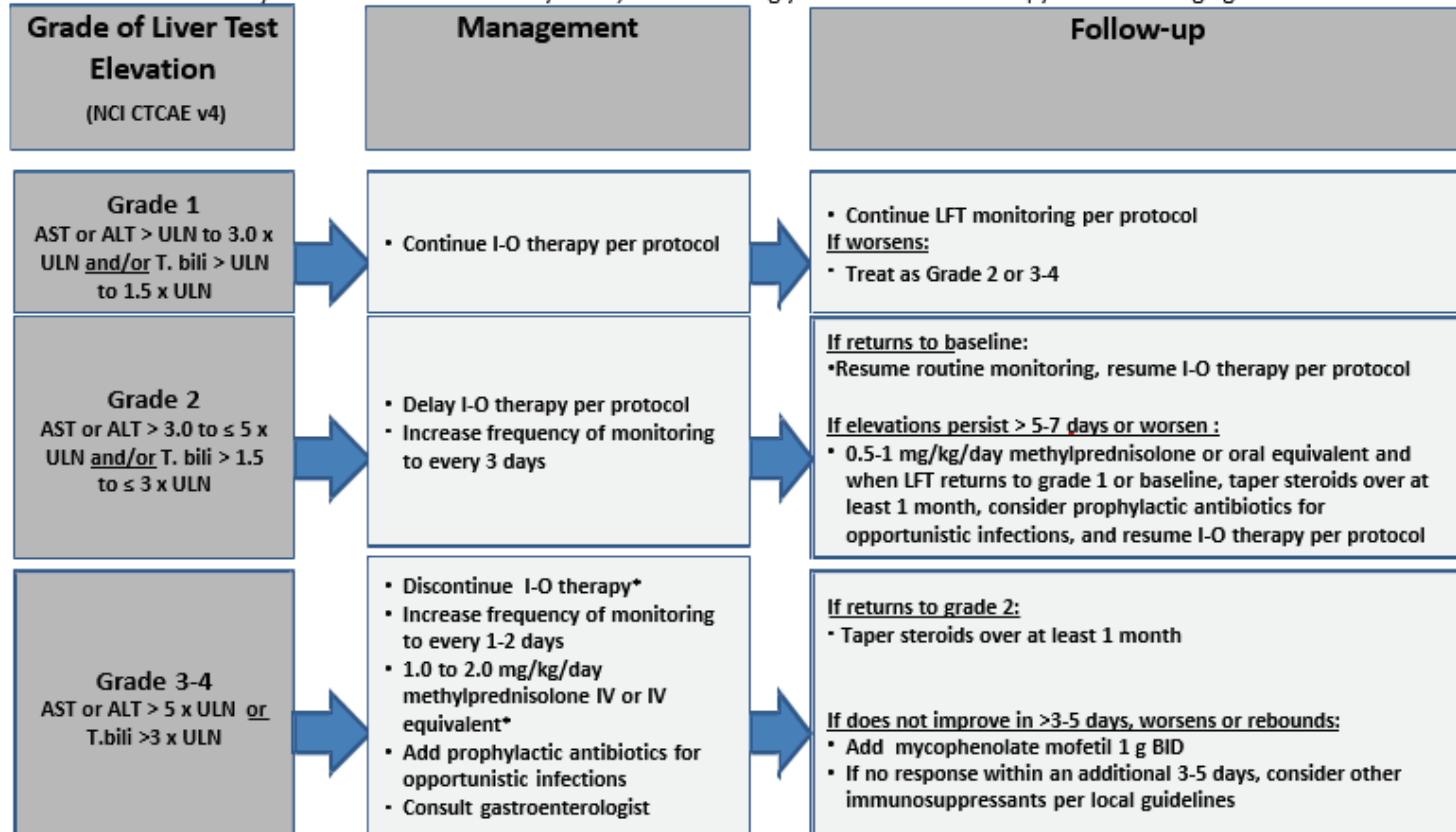 Grade of Liver Test
Elevation
(NCI CTCAE v4)
Management
Follow-up
Grade 1
AST or ALT > ULN to 3.0 x
ULN and/or T. bili > ULN
to 1.5 x ULN
• Continue I-O therapy per protocol
• Continue LFT monitoring per protocol
If worsens:
• Treat as Grade 2 or 3-4
Grade 2
AST or ALT > 3.0 to ≤ 5 x
ULN and/or T. bili > 1.5
to ≤ 3 x ULN
• Delay I-O therapy per protocol
• Increase frequency of monitoring
to every 3 days
If returns to baseline:
•Resume routine monitoring, resume I-O therapy per protocol
If elevations persist > 5-7 days or worsen :
• 0.5-1 mg/kg/day methylprednisolone or oral equivalent and
when LFT returns to grade 1 or baseline, taper steroids over at
least 1 month, consider prophylactic antibiotics for
opportunistic infections, and resume I-O therapy per protocol
Grade 3-4
AST or ALT > 5 x ULN or
T.bili >3 x ULN
• Discontinue I-O therapy*
• Increase frequency of monitoring
to every 1-2 days
• 1.0 to 2.0 mg/kg/day
methylprednisolone IV or IV
equivalent*
• Add prophylactic antibiotics for
opportunistic infections
• Consult gastroenterologist
If returns to grade 2:
• Taper steroids over at least 1 month
If does not improve in >3-5 days, worsens or rebounds:
• Add mycophenolate mofetil 1 g BID
• If no response within an additional 3-5 days, consider other
immunosuppressants per local guidelines